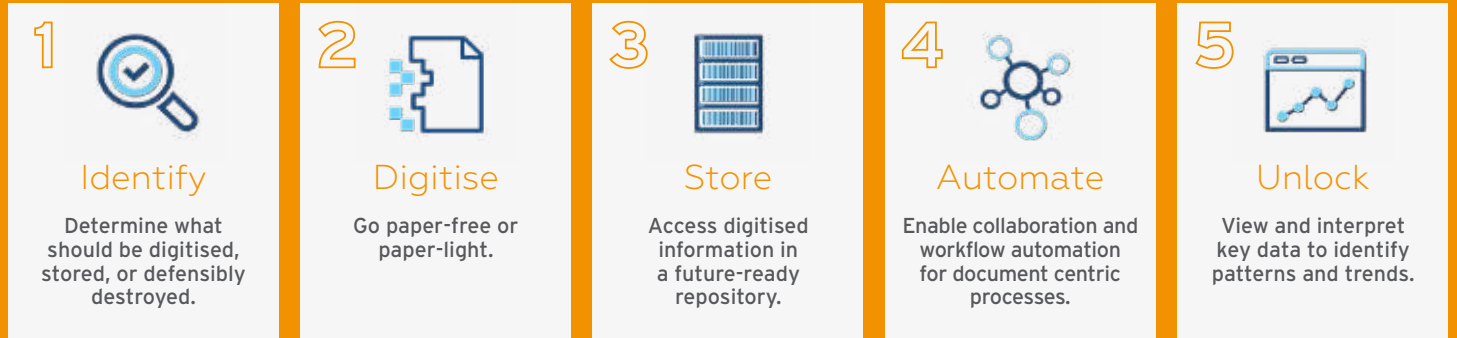 1
Identify
Determine what
should be digitised,
stored, or defensibly
destroyed.
2
Digitise
Go paper-free or
paper-light.
3
Store
Access digitised
information in
a future-ready
repository.
4
Automate
Enable collaboration and
workflow automation
for document centric
processes.
5
Unlock
View and interpret
key data to identify
patterns and trends.